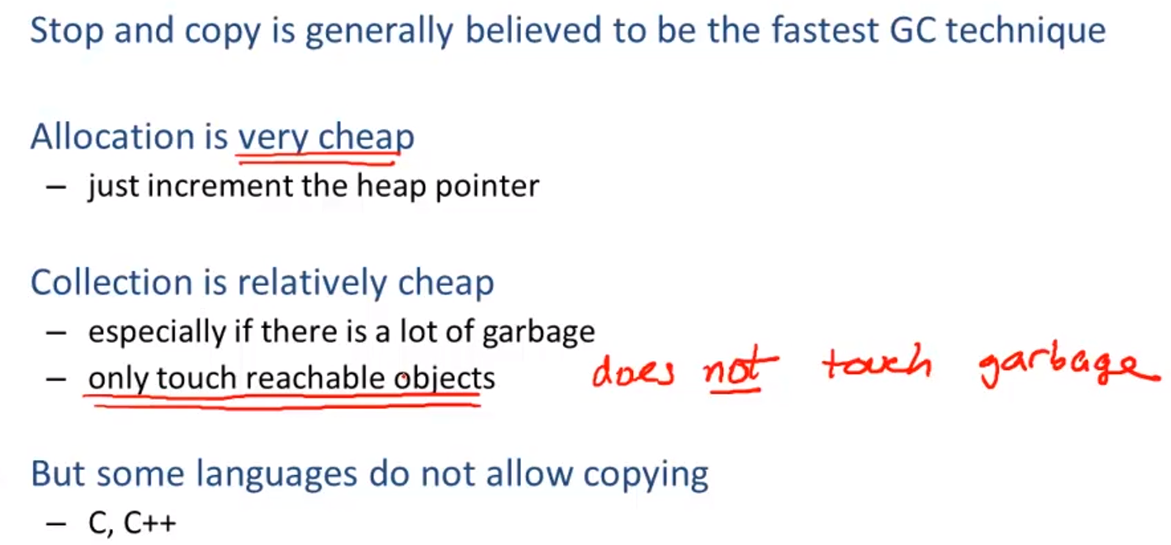 Stop and copy is generally believed to be the fastest GC technique
Allocation is very cheap
– just increment the heap pointer
Collection is relatively cheap
– especially if there is a lot of garbage
– only touch reachable objects does not touch garbage
But some languages do not allow copying
– C, C++